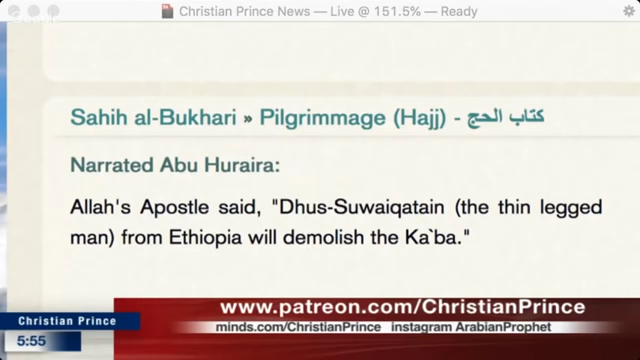 Christian Prince News — Live @ 151.5% — Ready
Sahih al-Bukhari » Pilgrimage (Hajj) - كتاب الحج
Narrated Abu Huraira:
Allah's Apostle said, "Dhus-Suwaiqatain (the thin legged
man) from Ethiopia will demolish the Ka`ba."
www.patreon.com/ChristianPrince
Christian Prince
minds.com/ChristianPrince instagram ArabianProphet
5:55